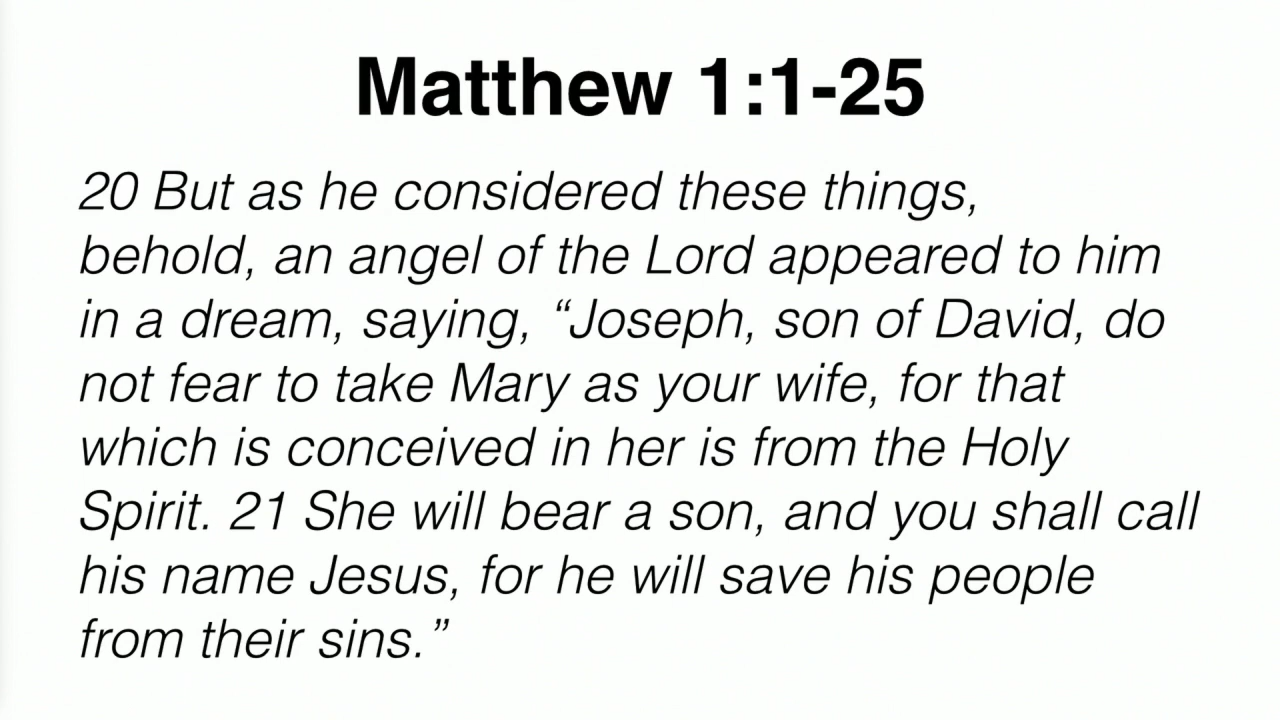 Matthew 1:1-25
20 But as he considered these things,
behold, an angel of the Lord appeared to him
in a dream, saying, “Joseph, son of David, do
not fear to take Mary as your wife, for that
which is conceived in her is from the Holy
Spirit. 21 She will bear a son, and you shall call
his name Jesus, for he will save his people
from their sins.”